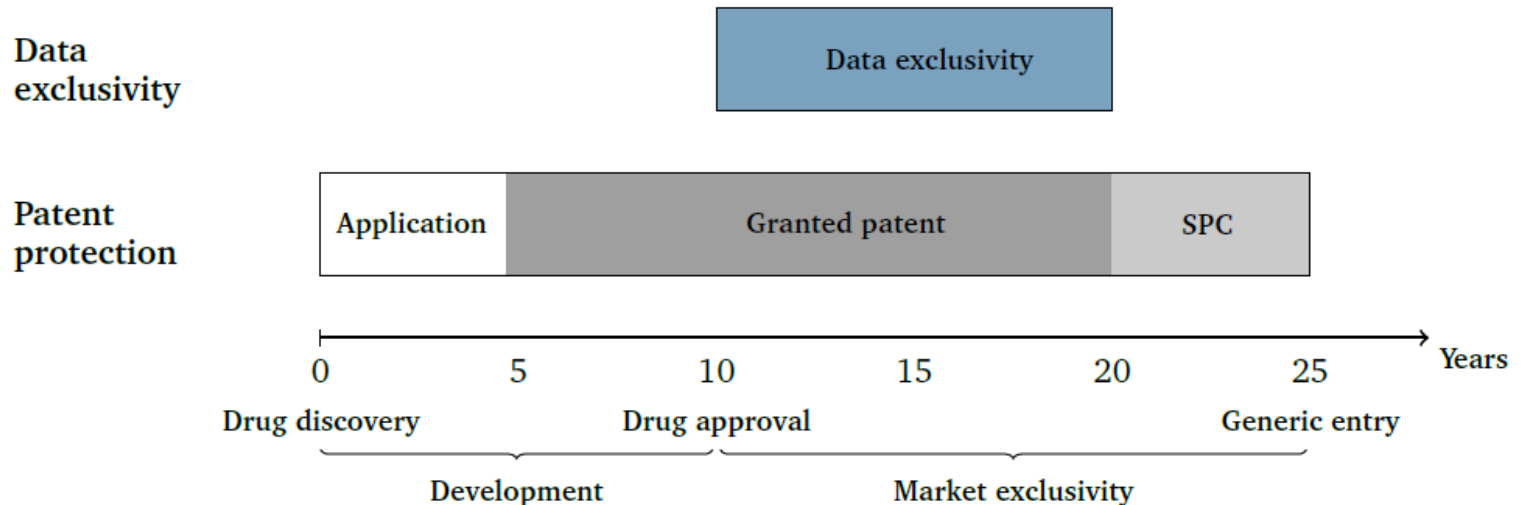 Data
exclusivity
Data exclusivity
Patent
protection
Application
Granted patent
SPC
0
5
10
15
20
25
Years
Drug discovery
Drug approval
Generic entry
Development
Market exclusivity